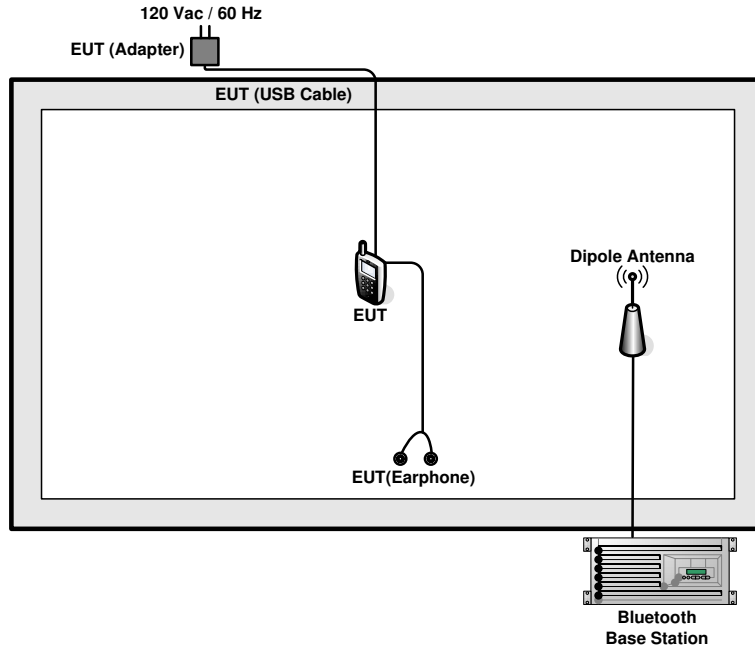 120 Vac / 60 Hz
EUT (Adapter)
EUT (USB Cable)
Dipole Antenna
EUT
EUT(Earphone)
Bluetooth
Base Station